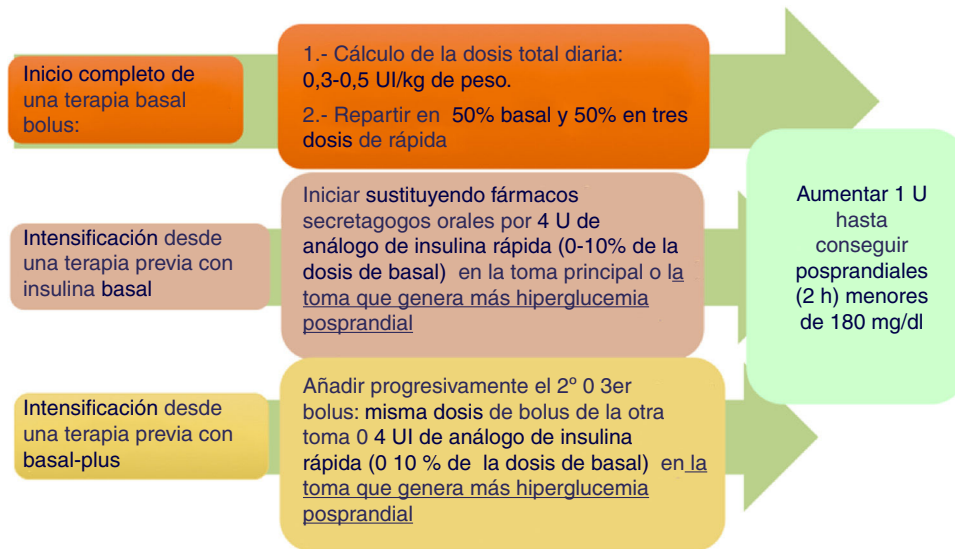 Inicio completo de
una terapia basal
bolus:
1.- Cálculo de la dosis total diaria:
0,3-0,5 UI/kg de peso.
2.- Repartir en 50% basal y 50% en tres
dosis de rápida
Intensificación desde
una terapia previa con
insulina basal
Iniciar sustituyendo fármacos
secretagogos orales por 4 U de
análogo de insulina rápida (0-10% de la
dosis de basal) en la toma principal o la
toma que genera más hiperglucemia
posprandial
Intensificación desde
una terapia previa con
basal-plus
Añadir progresivamente el 2º 0 3er
bolus: misma dosis de bolus de la otra
toma 0 4 UI de análogo de insulina
rápida (0 10 % de la dosis de basal) en la
toma que genera más hiperglucemia
posprandial
Aumentar 1 U
hasta
conseguir
posprandiales
(2 h) menores
de 180 mg/dl